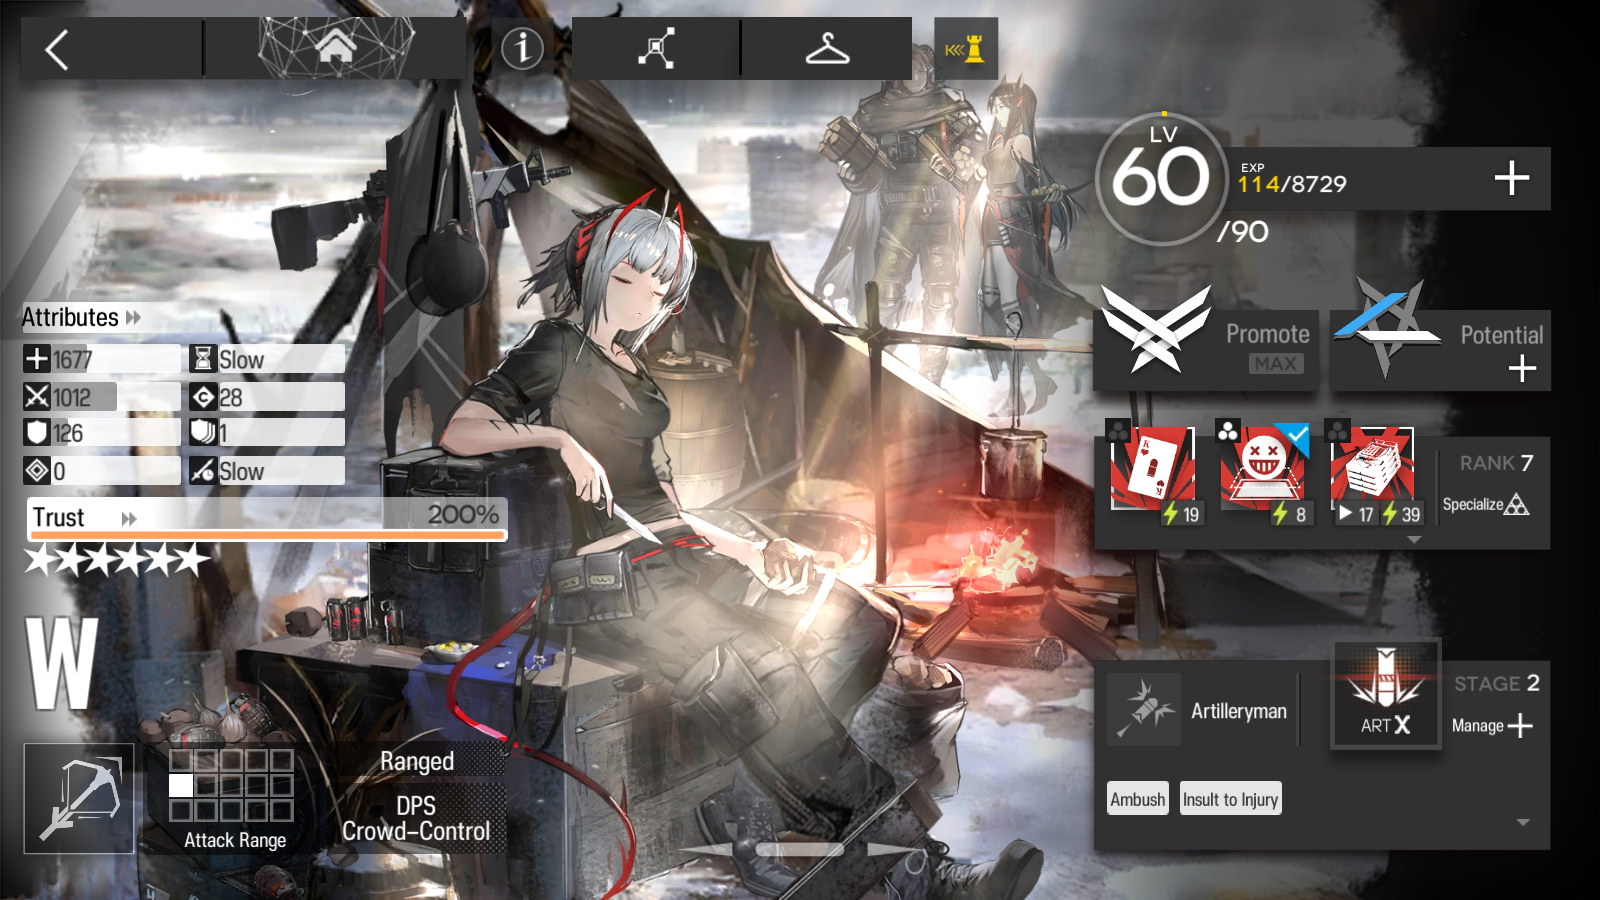 LV
60
/90
EXP
114/8729
Promote
MAX
Potential
Attributes
1677
Slow
1012
28
126
1
0
Slow
Trust
200%
K
K
19
8
17
39
RANK 7
Specialize
W
Attack Range
Ranged
DPS
Crowd-Control
Artilleryman
ART X
STAGE 2
Manage
Ambush
Insult to Injury